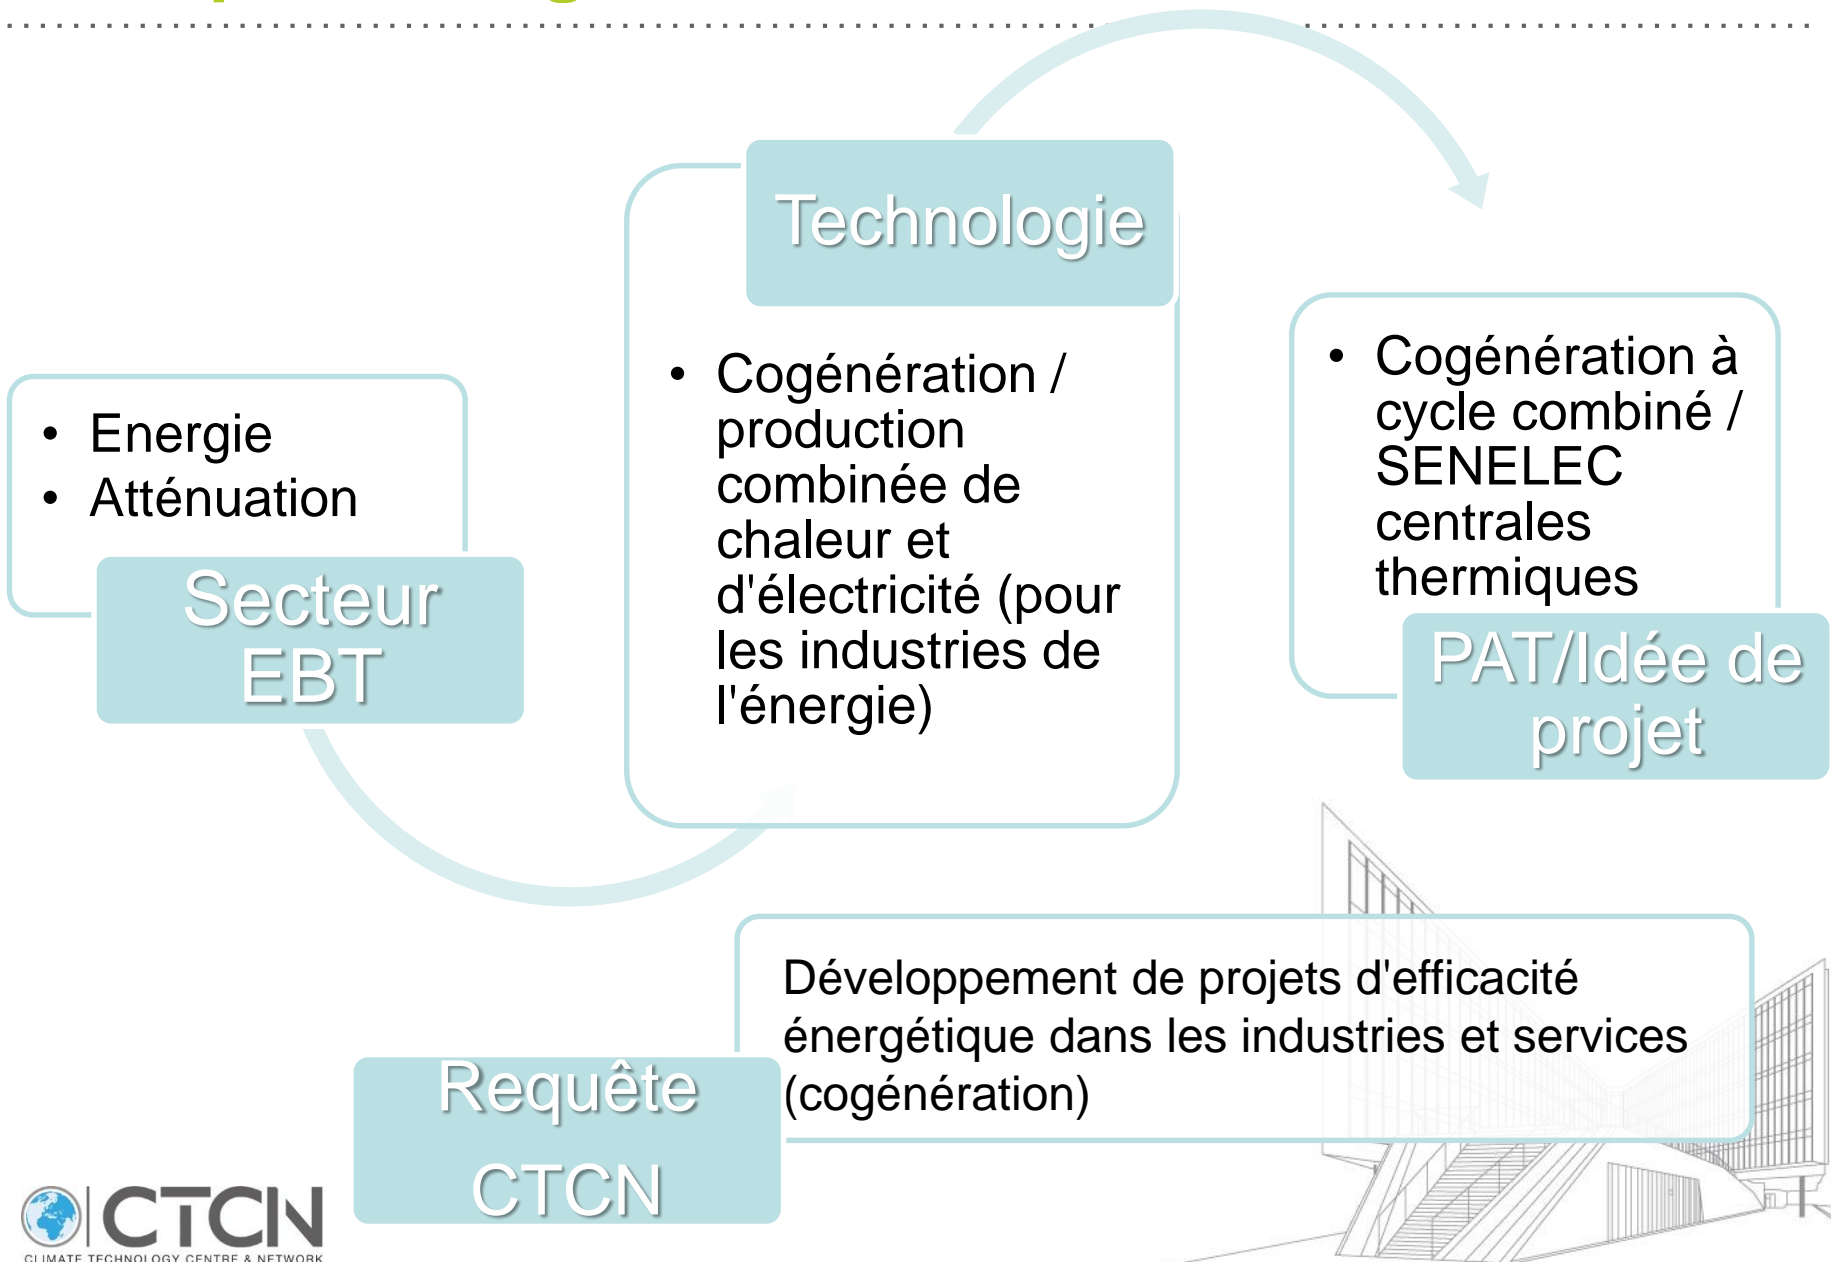 • Energie
• Atténuation
Secteur
EBT
Technologie
• Cogénération /
production
combinée de
chaleur et
d'électricité (pour
les industries de
l'énergie)
• Cogénération à
cycle combiné /
SENELEC
centrales
thermiques
PAT/Idée de
projet
Développement de projets d'efficacité
énergétique dans les industries et services
(cogénération)
Requête
CTCN
CTCN
CLIMATE TECHNOLOGY CENTRE & NETWORK